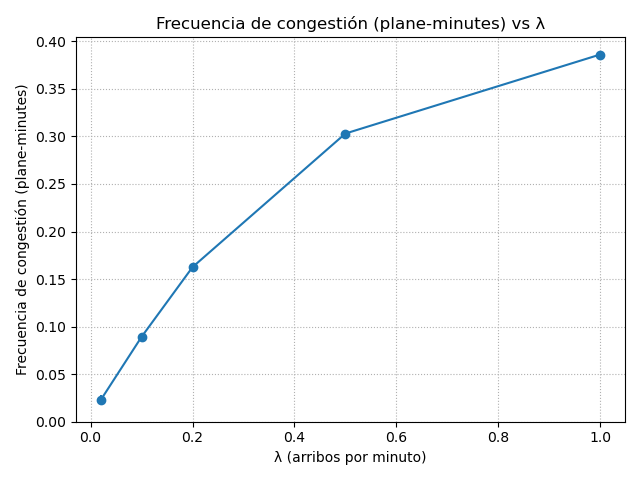 Frecuencia de congestión (plane-minutes) vs λ
Frecuencia de congestión (plane-minutes)
0.40
0.35
0.30
0.25
0.20
0.15
0.10
0.05
0.00
0.0 0.2 0.4 0.6 0.8 1.0
λ (arribos por minuto)